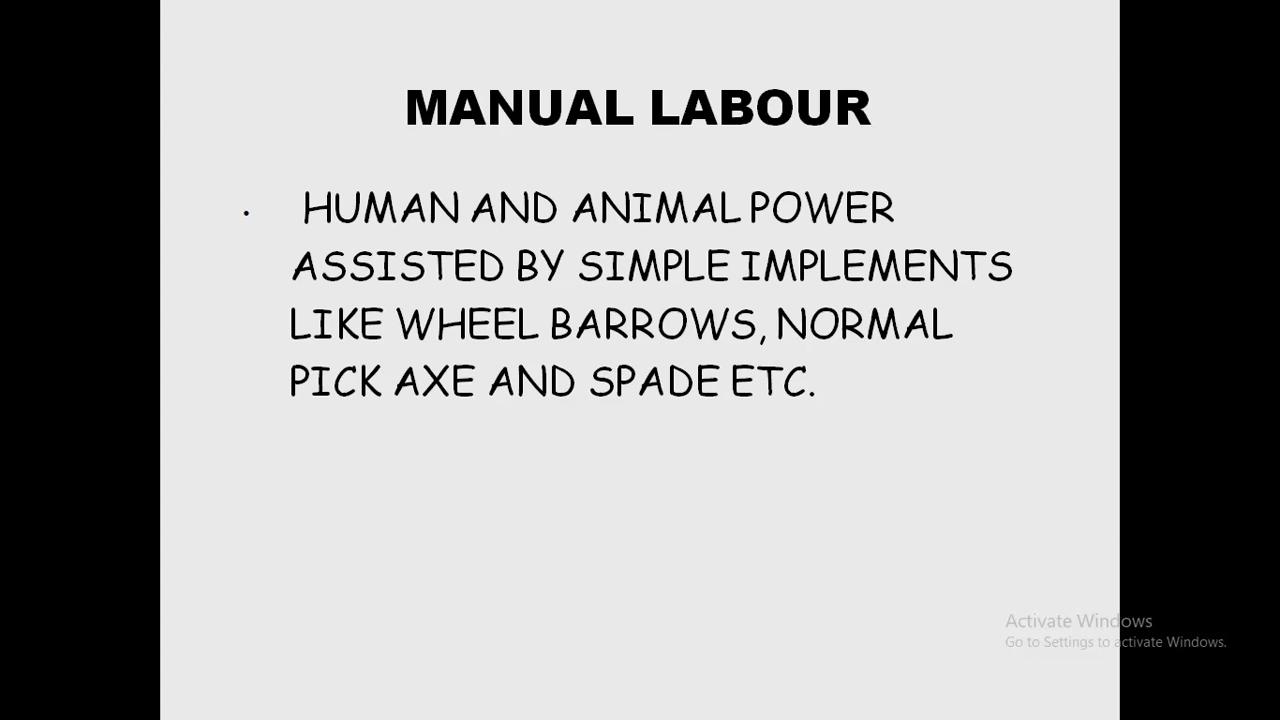 MANUAL LABOUR
· HUMAN AND ANIMAL POWER
ASSISTED BY SIMPLE IMPLEMENTS
LIKE WHEEL BARROWS, NORMAL
PICK AXE AND SPADE ETC.
Activate Windows
Go to Settings to activate Windows.